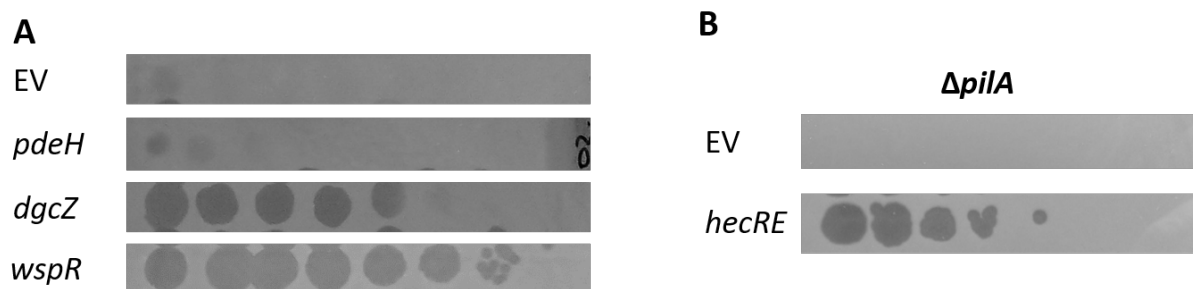 A
EV
pdeH
dgcZ
wspR
B
ΔpilA
EV
hecRE